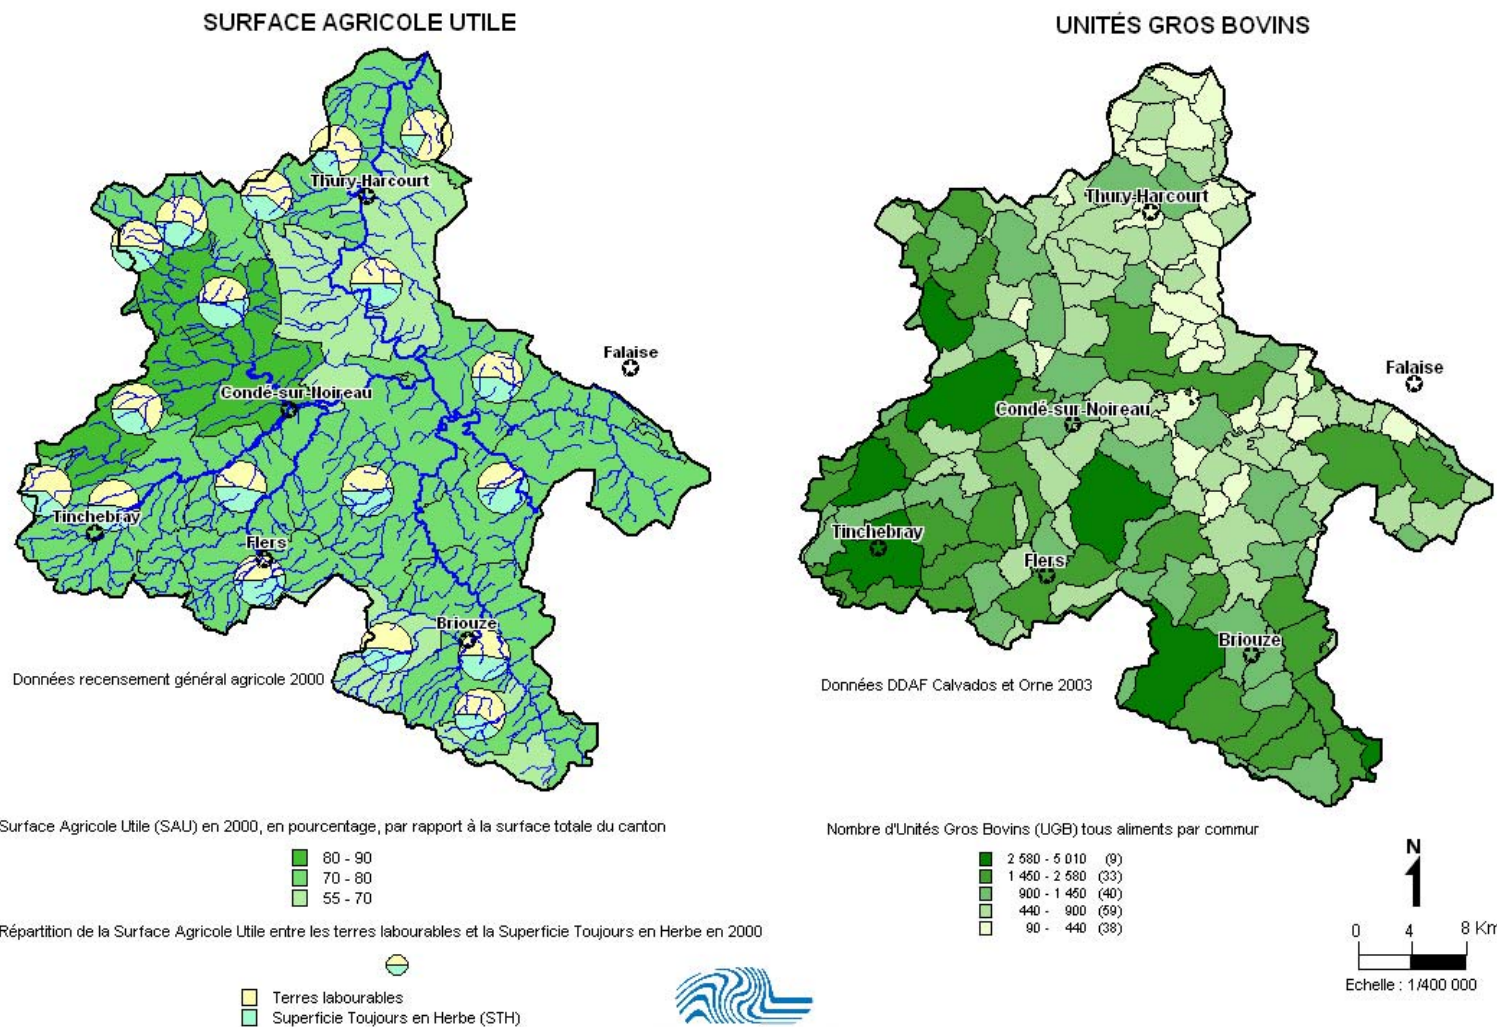 SURFACE AGRICOLE UTILE
Thury-Harcourt
Falaise
Condé-sur-Noireau
Tinchebray
Flers
Briouze
Données recensement général agricole 2000
Surface Agricole Utile (SAU) en 2000, en pourcentage, par rapport à la surface totale du canton
80 - 90
70 - 80
55 - 70
Répartition de la Surface Agricole Utile entre les terres labourables et la Superficie Toujours en Herbe en 2000
Terres labourables
Superficie Toujours en Herbe (STH)
UNITÉS GROS BOVINS
Thury-Harcourt
Falaise
Condé-sur-Noireau
Tinchebray
Flers
Briouze
Données DDAF Calvados et Orne 2003
Nombre d'Unités Gros Bovins (UGB) tous aliments par commur
2 580 - 5 010 (9)
1 450 - 2 580 (33)
900 - 1 450 (40)
440 - 900 (59)
90 - 440 (38)
N
0 4 8 Km
Echelle : 1/400 000